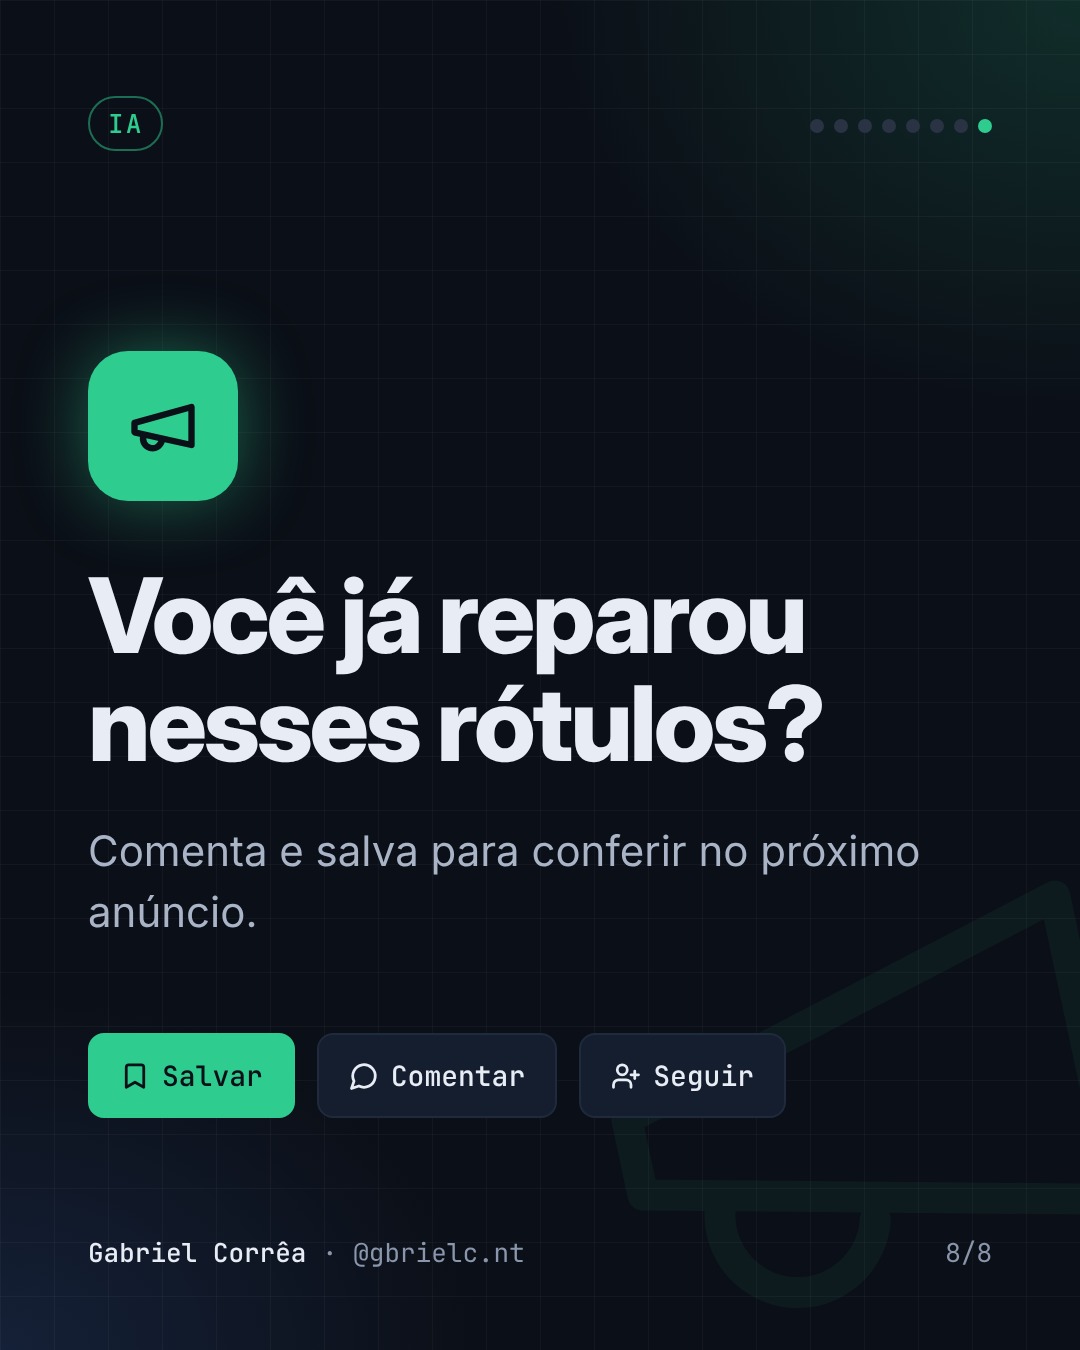 IA
Você já reparou
nesses rótulos?
Comenta e salva para conferir no próximo
anúncio.
Salvar
Comentar
Seguir
Gabriel Corrêa · @gbrielc.nt
8/8